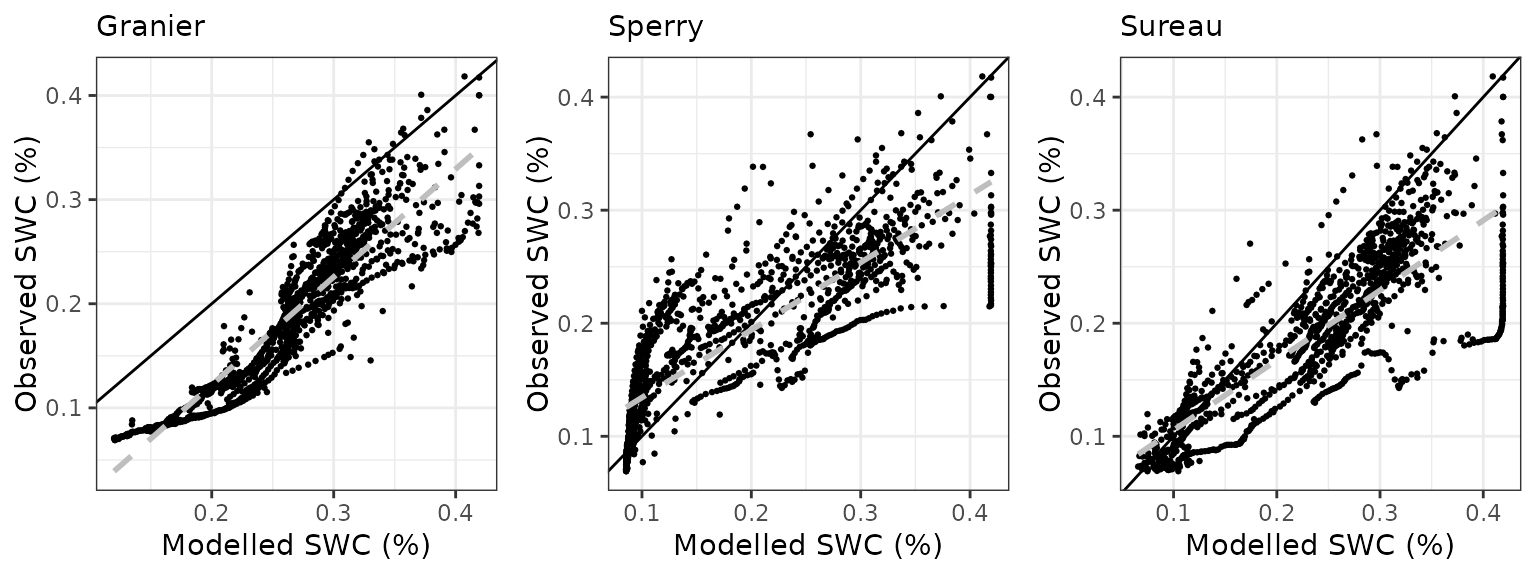 Granier
Observed SWC (%)
0.4
0.3
0.2
0.1
0.2 0.3 0.4
Modelled SWC (%)
Sperry
Observed SWC (%)
0.4
0.3
0.2
0.1
0.1 0.2 0.3 0.4
Modelled SWC (%)
Sureau
Observed SWC (%)
0.4
0.3
0.2
0.1
0.1 0.2 0.3 0.4
Modelled SWC (%)